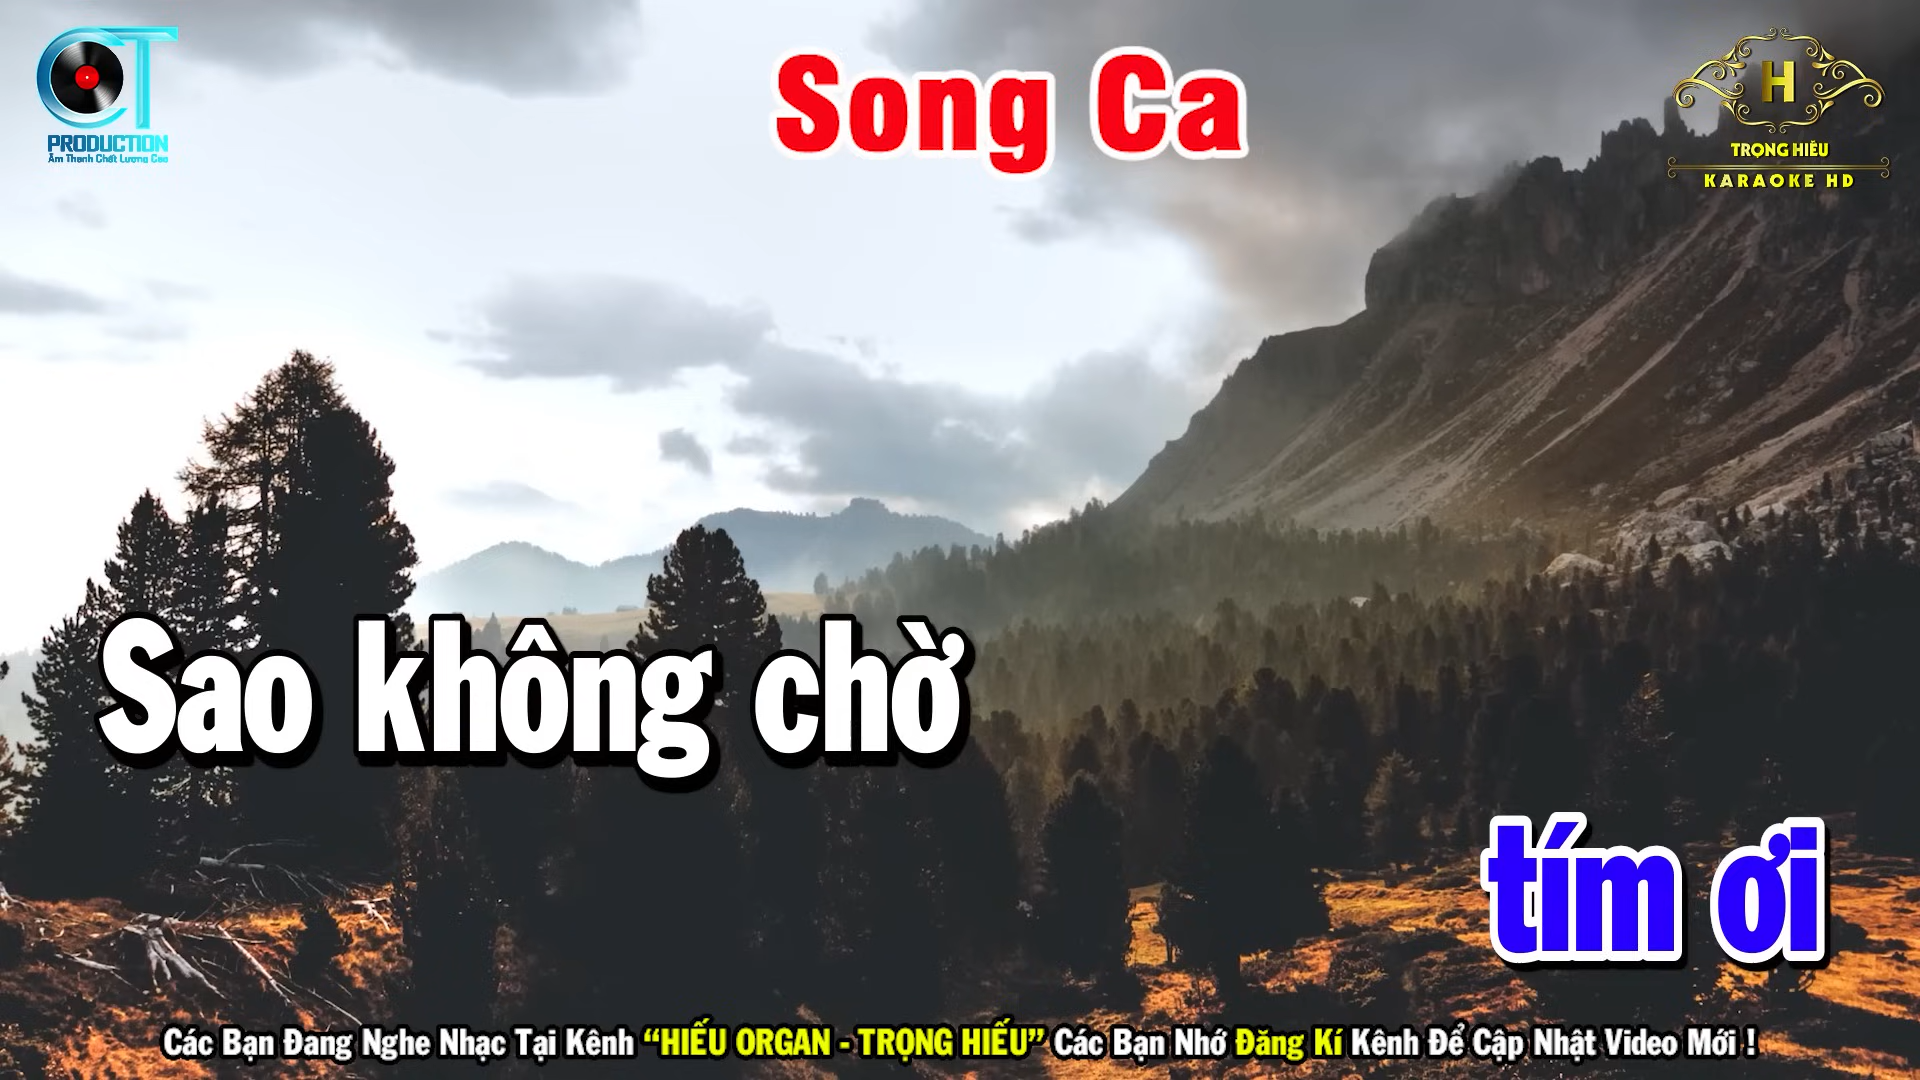 CT
PRODUCTION
Âm Thanh Chất Lượng Cao
Song Ca
H
TRỌNG HIẾU
KARAOKE HD
Sao không chờ
tím ơi
Các Bạn Đang Nghe Nhạc Tại Kênh “HIẾU ORGAN - TRỌNG HIẾU” Các Bạn Nhớ Đăng Kí Kênh Để Cập Nhật Video Mới !